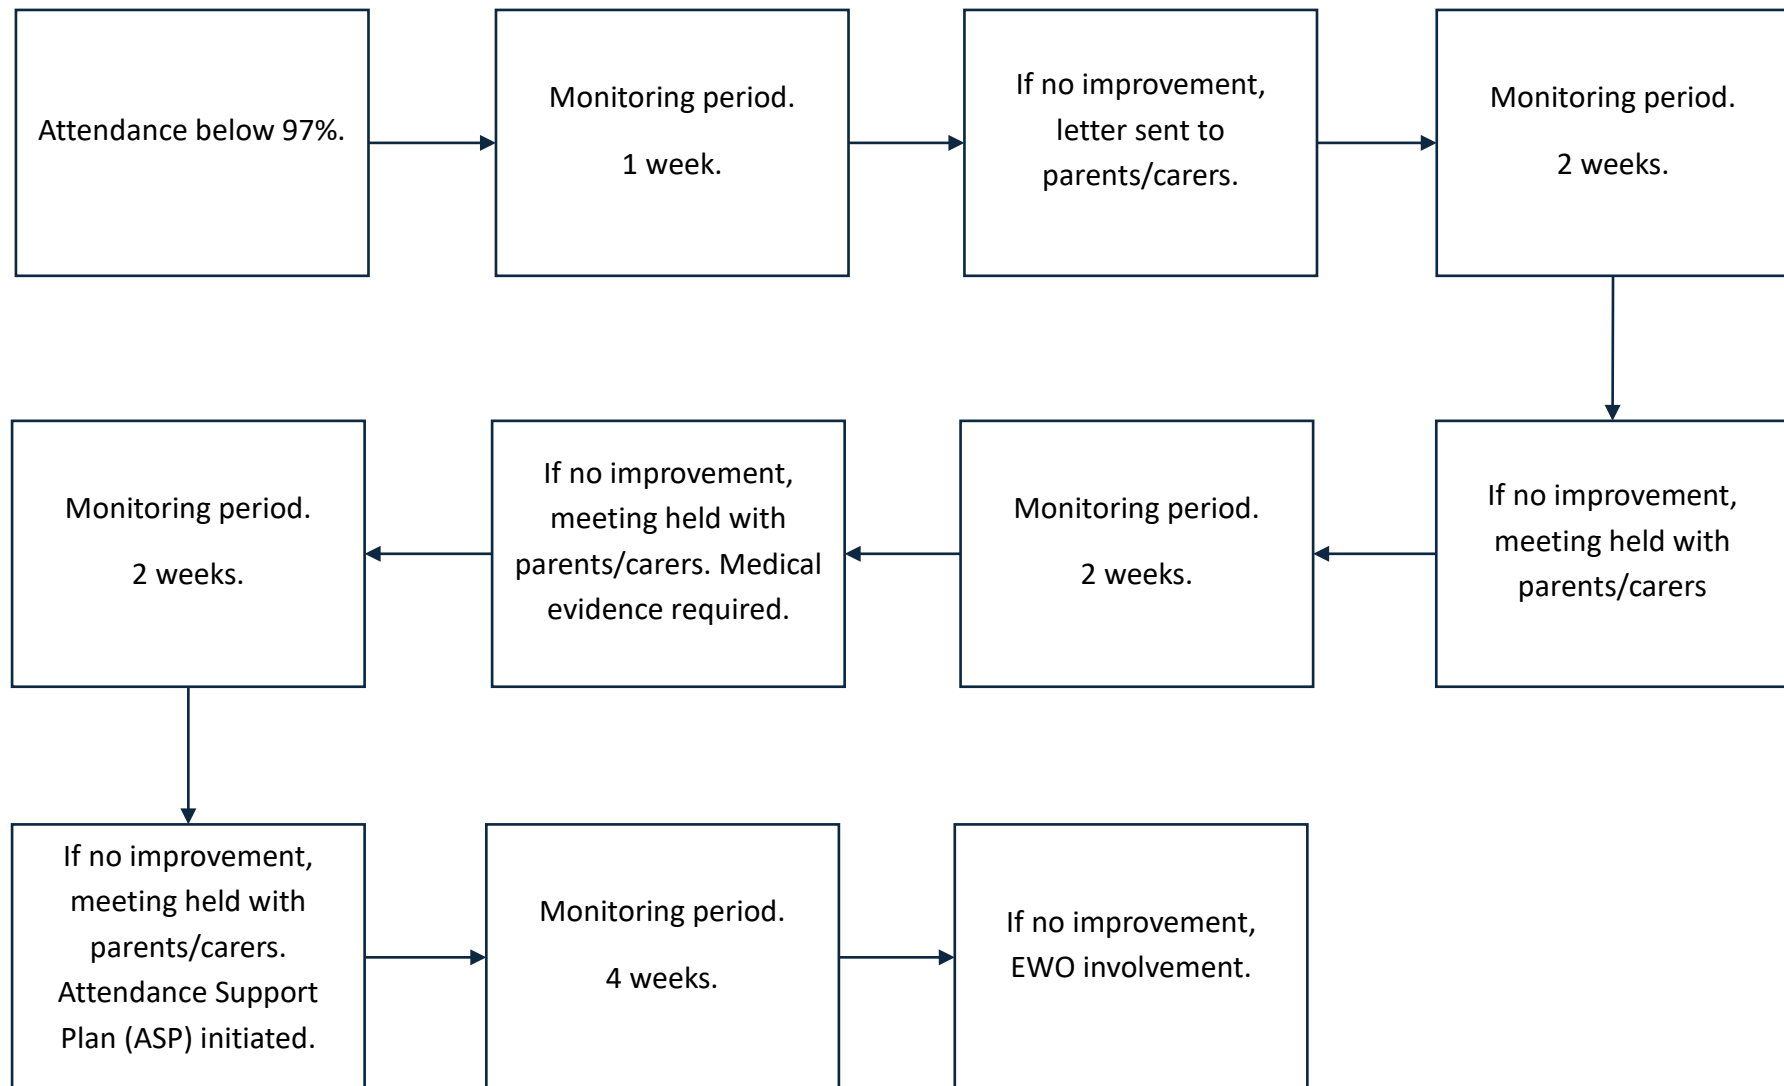 Attendance below 97%.
Monitoring period.
1 week.
If no improvement,
letter sent to
parents/carers.
Monitoring period.
2 weeks.
If no improvement,
meeting held with
parents/carers
Monitoring period.
2 weeks.
If no improvement,
meeting held with
parents/carers. Medical
evidence required.
Monitoring period.
2 weeks.
If no improvement,
meeting held with
parents/carers.
Attendance Support
Plan (ASP) initiated.
Monitoring period.
4 weeks.
If no improvement,
EWO involvement.